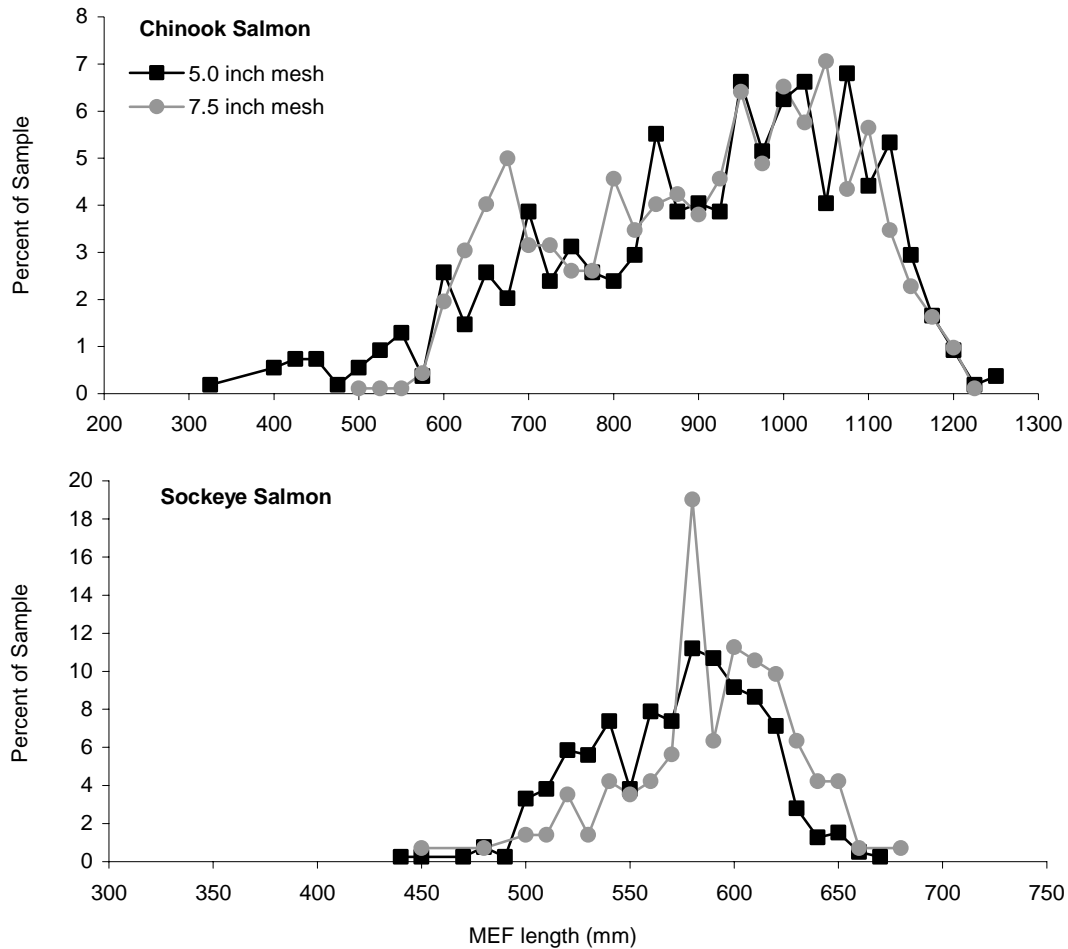 Chinook Salmon
5.0 inch mesh
7.5 inch mesh
Percent of Sample
8
7
6
5
4
3
2
1
0
200 300 400 500 600 700 800 900 1000 1100 1200 1300
Sockeye Salmon
Percent of Sample
20
18
16
14
12
10
8
6
4
2
0
300 350 400 450 500 550 600 650 700 750
MEF length (mm)